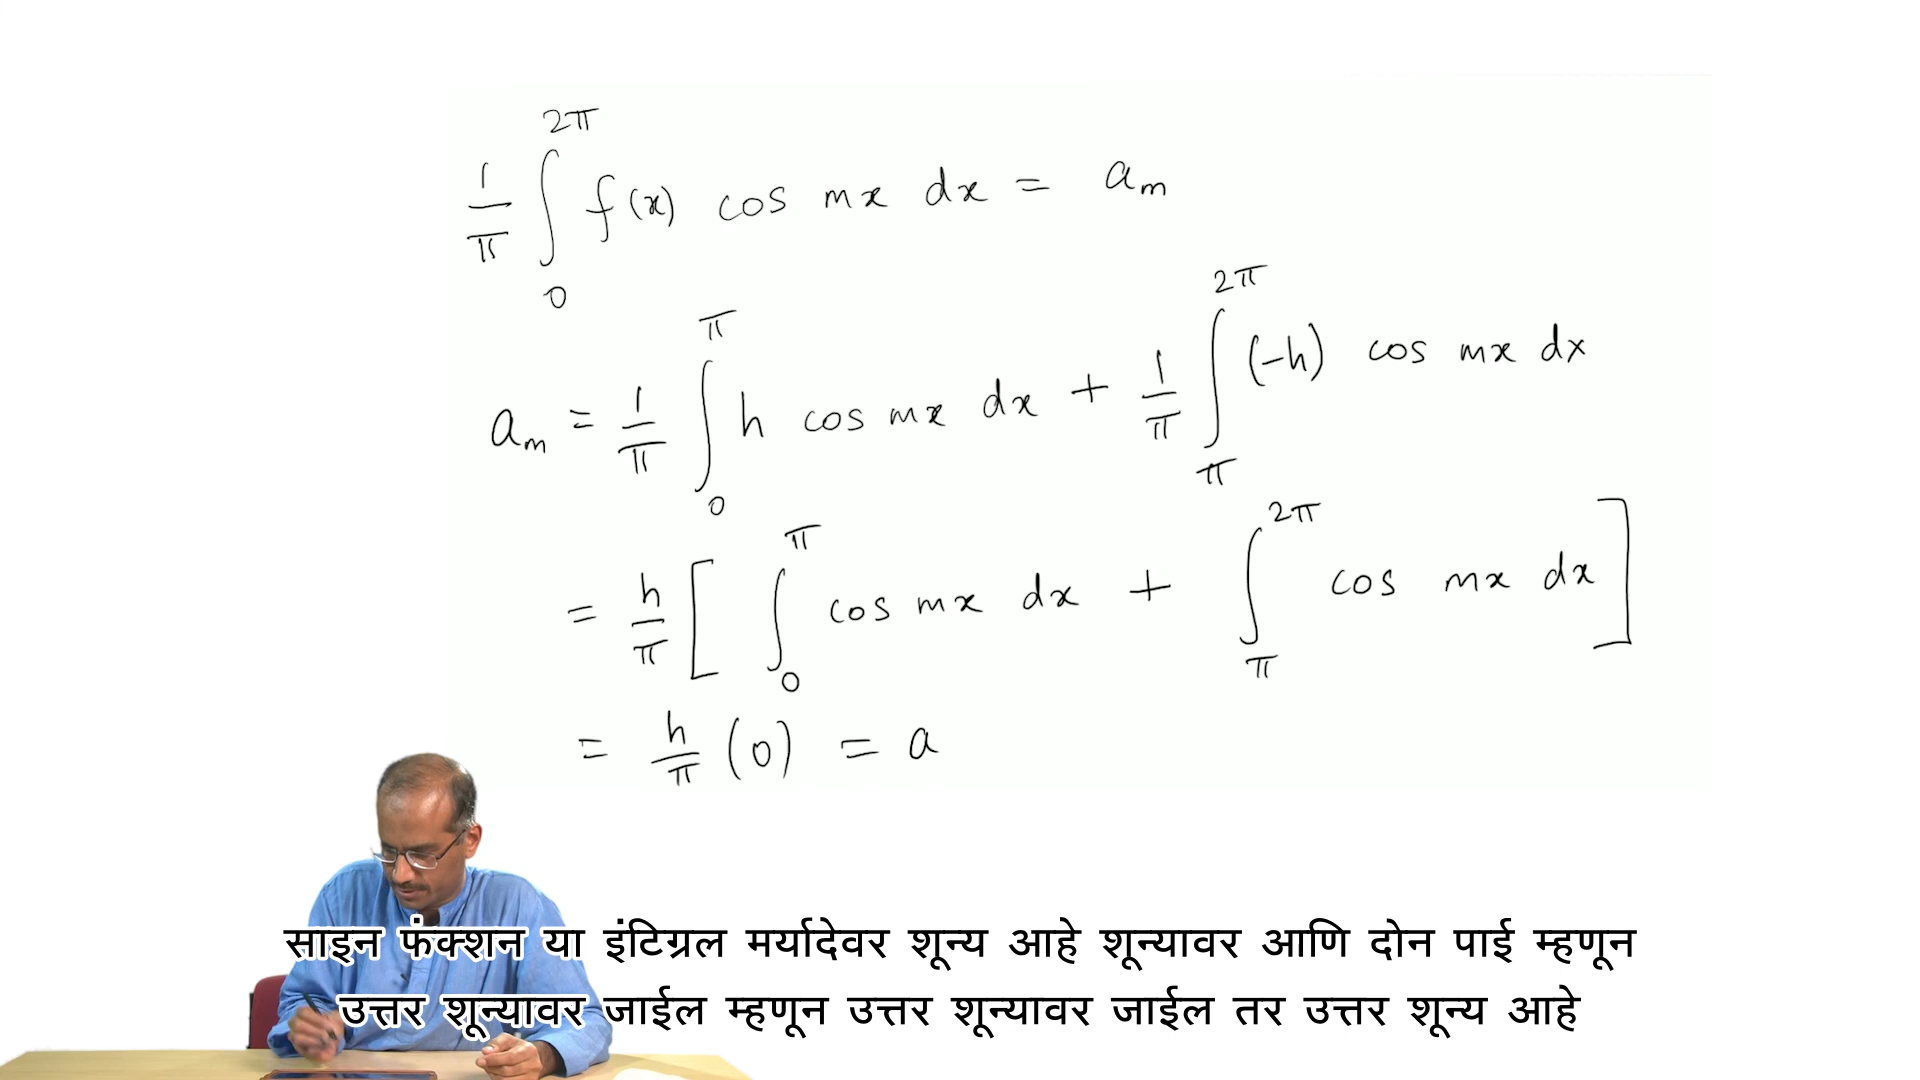 1/π ∫₀^2π f(x) cos mx dx = aₘ
aₘ = 1/π ∫₀^π h cos mx dx + 1/π ∫_π^2π (-h) cos mx dx
= h/π [ ∫₀^π cos mx dx + ∫_π^2π cos mx dx ]
= h/π (0) = a
साइन फंक्शन या इंटिग्रल मर्यादेवर शून्य आहे शून्यावर आणि दोन पाई म्हणून
उत्तर शून्यावर जाईल म्हणून उत्तर शून्यावर जाईल तर उत्तर शून्य आहे